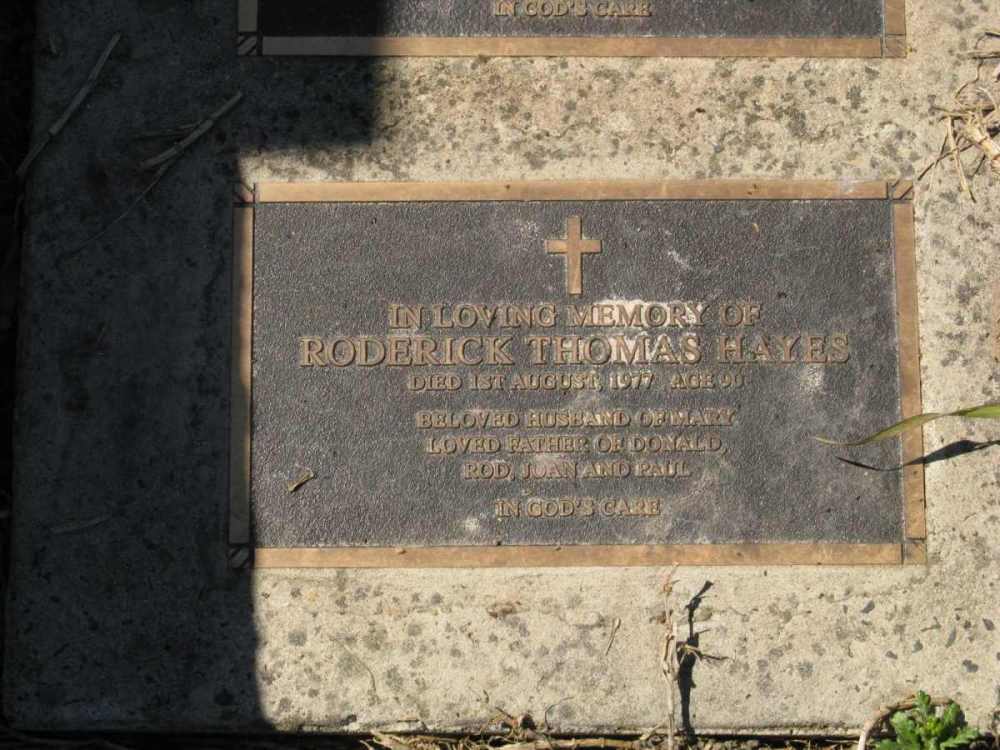 IN GOD'S CARE
IN LOVING MEMORY OF
RODERICK THOMAS HAYES
DIED 1ST AUGUST, 1977 AGE 90
BELOVED HUSBAND OF MARY
LOVED FATHER OF DONALD,
ROD, JOAN AND PAUL
IN GOD'S CARE